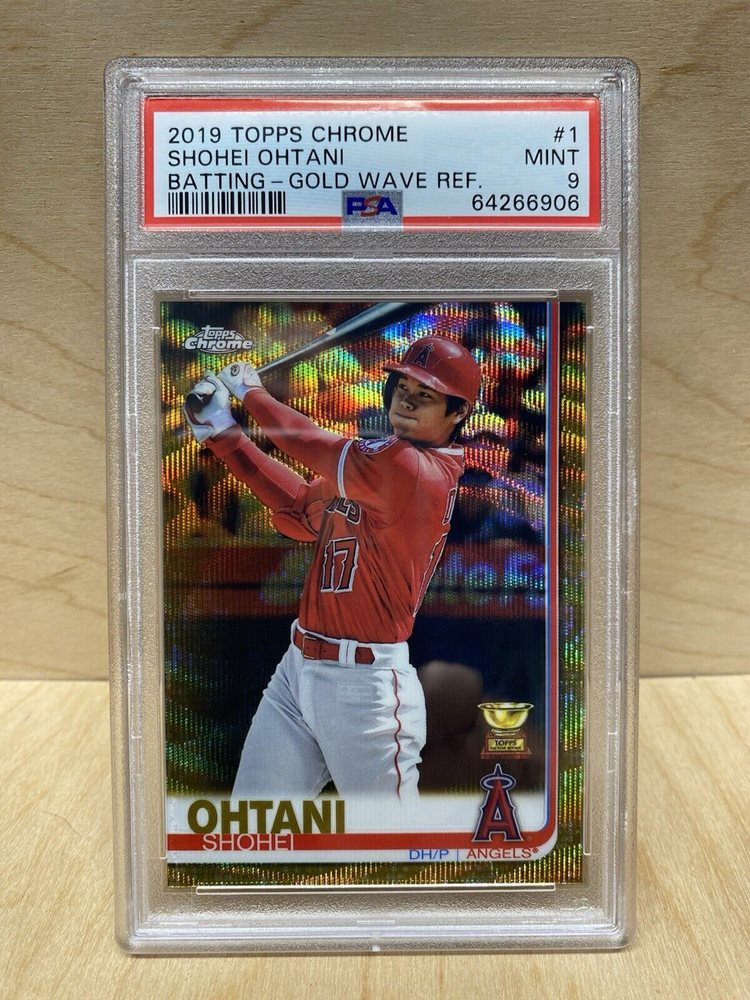 2019 TOPPS CHROME #1
SHOHEI OHTANI MINT
BATTING - GOLD WAVE REF. 9
PSA 64266906
Topps
Chrome
A
17
TOPPS
A
OHTANI
SHOHEI
DH/P | ANGELS®